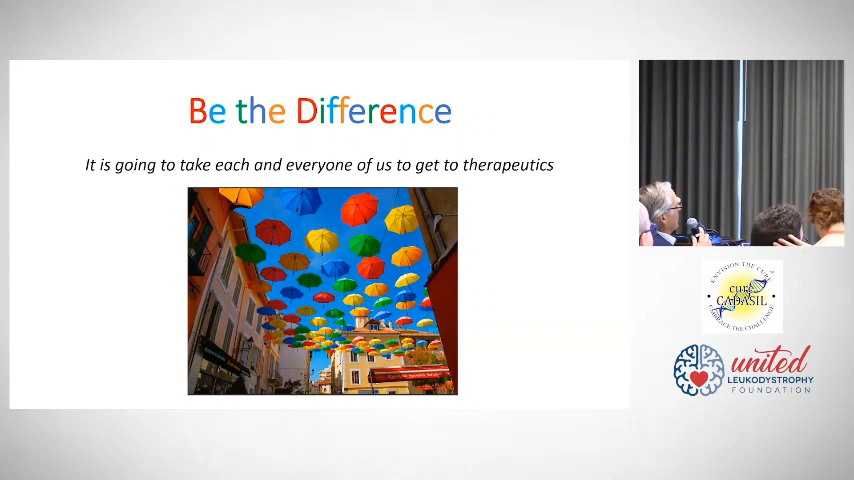 Be the Difference
It is going to take each and everyone of us to get to therapeutics
ENVISION THE CURE
cure
CADASIL
EMBRACE THE CHALLENGE
united
LEUKODYSTROPHY
FOUNDATION